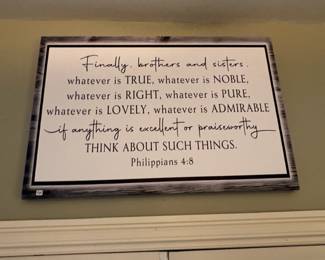 Finally, brothers and sisters,
whatever is TRUE, whatever is NOBLE,
whatever is RIGHT, whatever is PURE,
whatever is LOVELY, whatever is ADMIRABLE
if anything is excellent or praiseworthy
THINK ABOUT SUCH THINGS.
Philippians 4:8